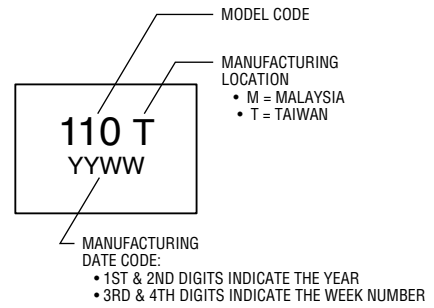 MODEL CODE
MANUFACTURING
LOCATION
• M = MALAYSIA
• T = TAIWAN
110 T
YYWW
MANUFACTURING
DATE CODE:
• 1ST & 2ND DIGITS INDICATE THE YEAR
• 3RD & 4TH DIGITS INDICATE THE WEEK NUMBER